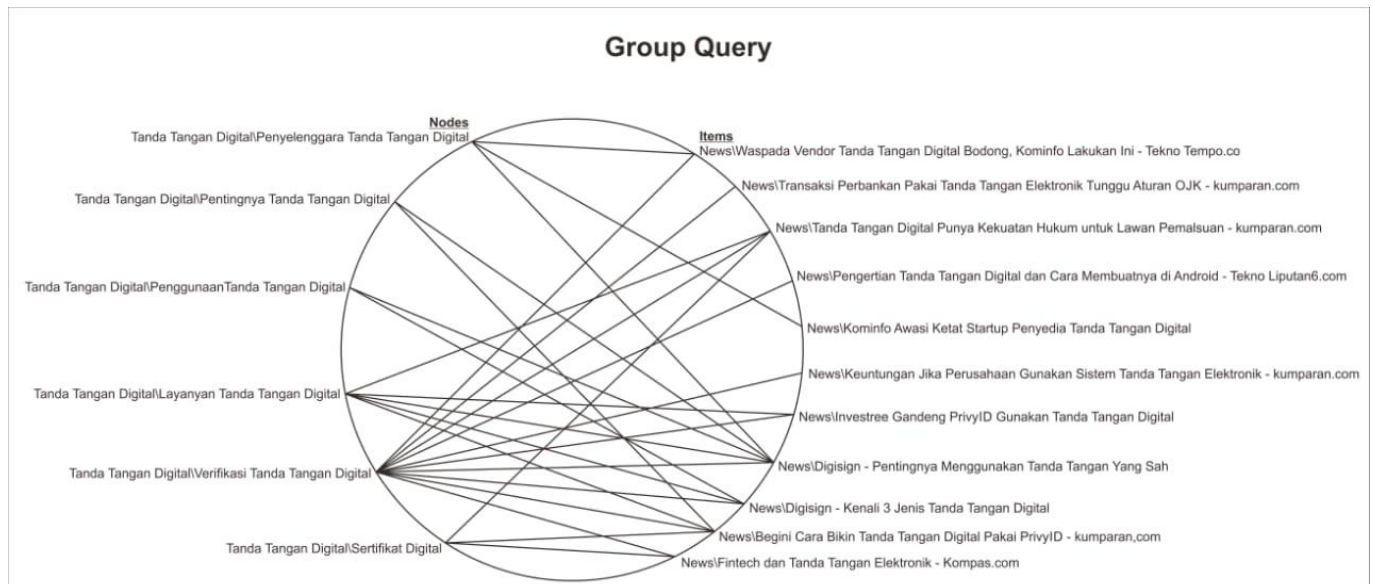 Group Query
Nodes
Tanda Tangan Digital\Penyelenggara Tanda Tangan Digital
Tanda Tangan Digital\Pentingnya Tanda Tangan Digital
Tanda Tangan Digital\PenggunaanTanda Tangan Digital
Tanda Tangan Digital\Layanyan Tanda Tangan Digital
Tanda Tangan Digital\Verifikasi Tanda Tangan Digital
Tanda Tangan Digital\Sertifikat Digital
Items
News\Waspada Vendor Tanda Tangan Digital Bodong, Kominfo Lakukan Ini - Tekno Tempo.co
News\Transaksi Perbankan Pakai Tanda Tangan Elektronik Tunggu Aturan OJK - kumparan.com
News\Tanda Tangan Digital Punya Kekuatan Hukum untuk Lawan Pemalsuan - kumparan.com
News\Pengertian Tanda Tangan Digital dan Cara Membuatnya di Android - Tekno Liputan6.com
News\Kominfo Awasi Ketat Startup Penyedia Tanda Tangan Digital
News\Keuntungan Jika Perusahaan Gunakan Sistem Tanda Tangan Elektronik - kumparan.com
News\Investree Gandeng PrivyID Gunakan Tanda Tangan Digital
News\Digisign - Pentingnya Menggunakan Tanda Tangan Yang Sah
News\Digisign - Kenali 3 Jenis Tanda Tangan Digital
News\Begini Cara Bikin Tanda Tangan Digital Pakai PrivyID - kumparan,com
News\Fintech dan Tanda Tangan Elektronik - Kompas.com